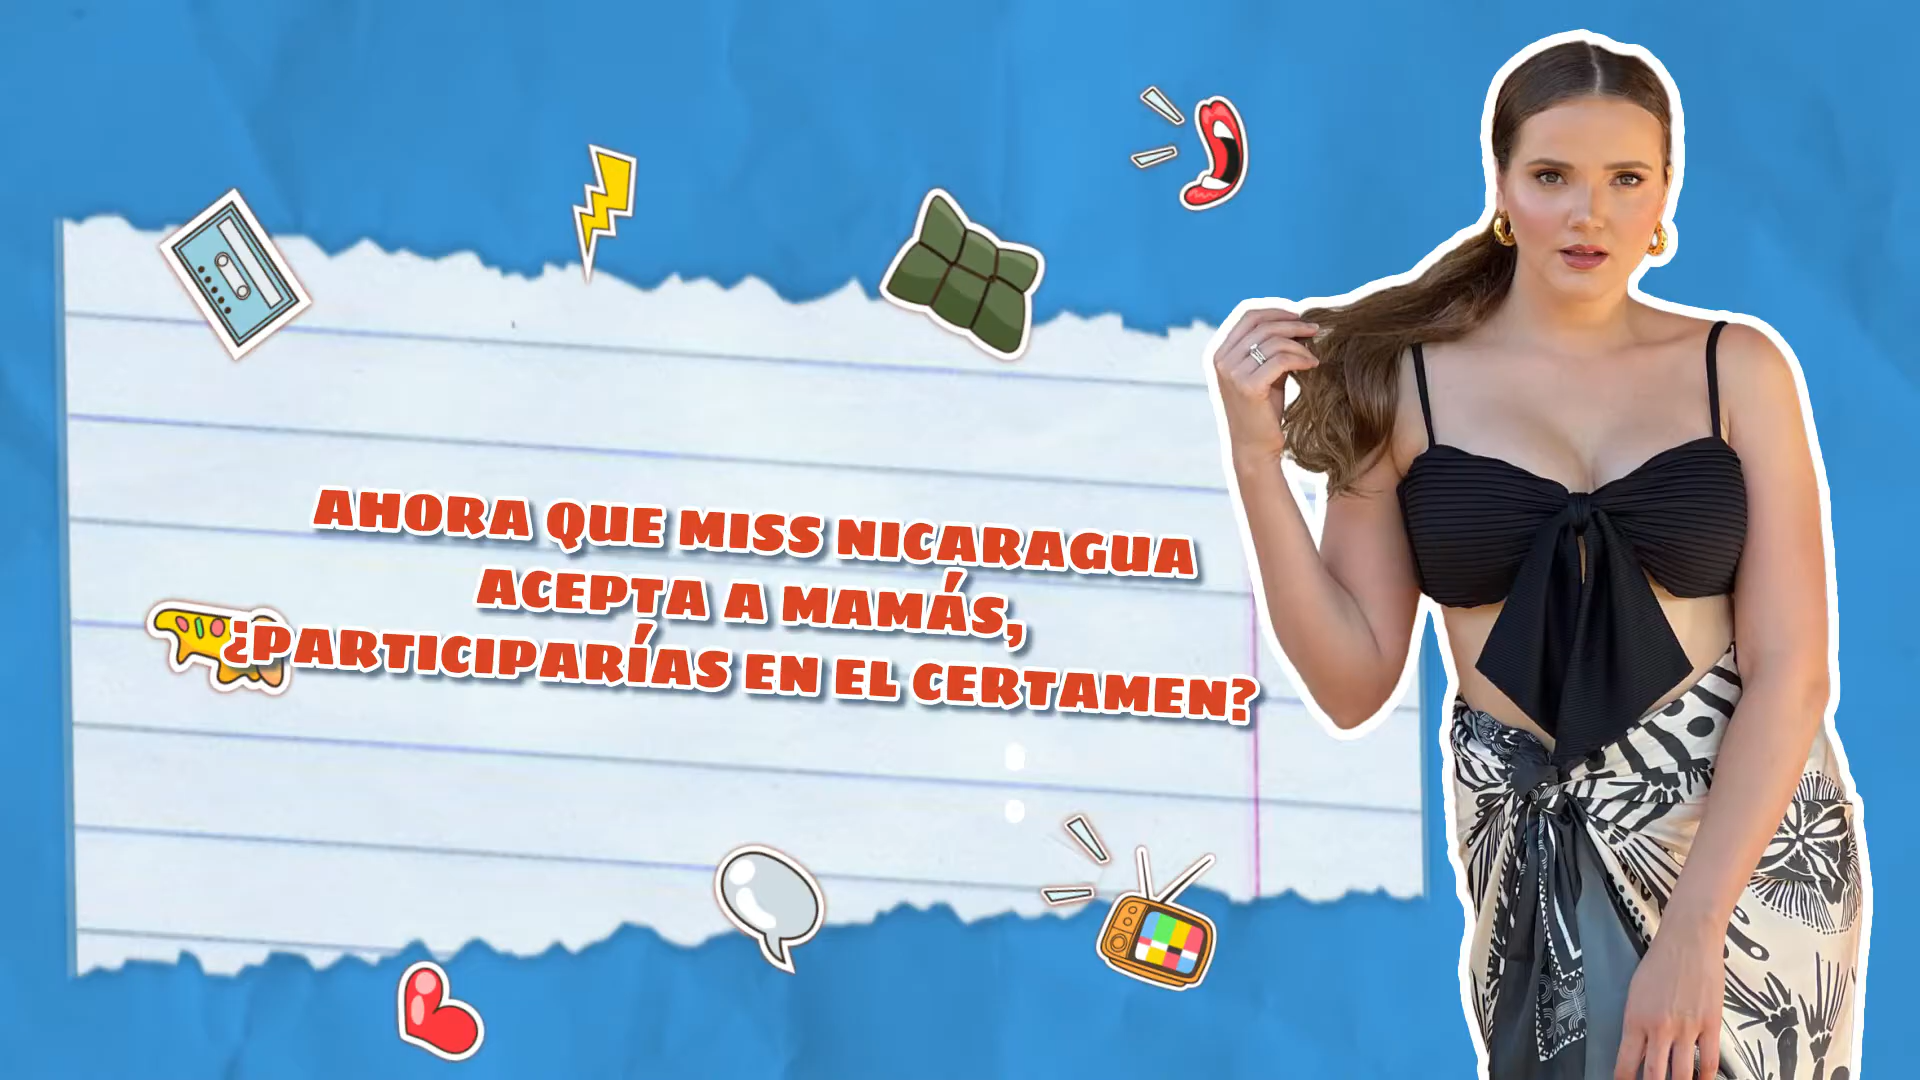 AHORA QUE MISS NICARAGUA
ACEPTA A MAMÁS,
¿PARTICIPARÍAS EN EL CERTAMEN?